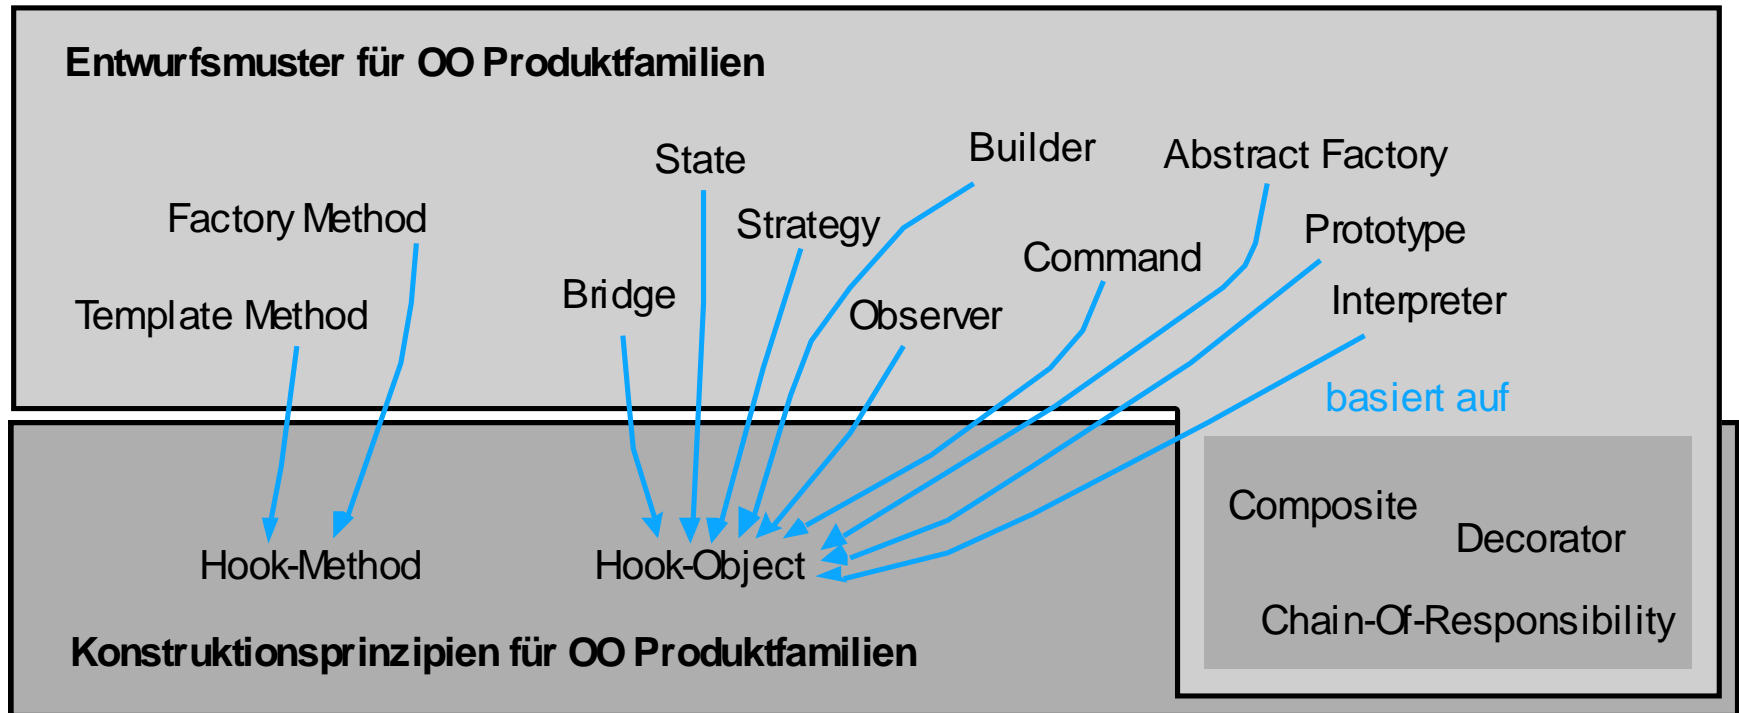 Entwurfsmuster für OO Produktfamilien
State
Builder
Abstract Factory
Factory Method
Strategy
Prototype
Command
Bridge
Interpreter
Template Method
Observer
basiert auf
Composite
Decorator
Hook-Method
Hook-Object
Chain-Of-Responsibility
Konstruktionsprinzipien für OO Produktfamilien